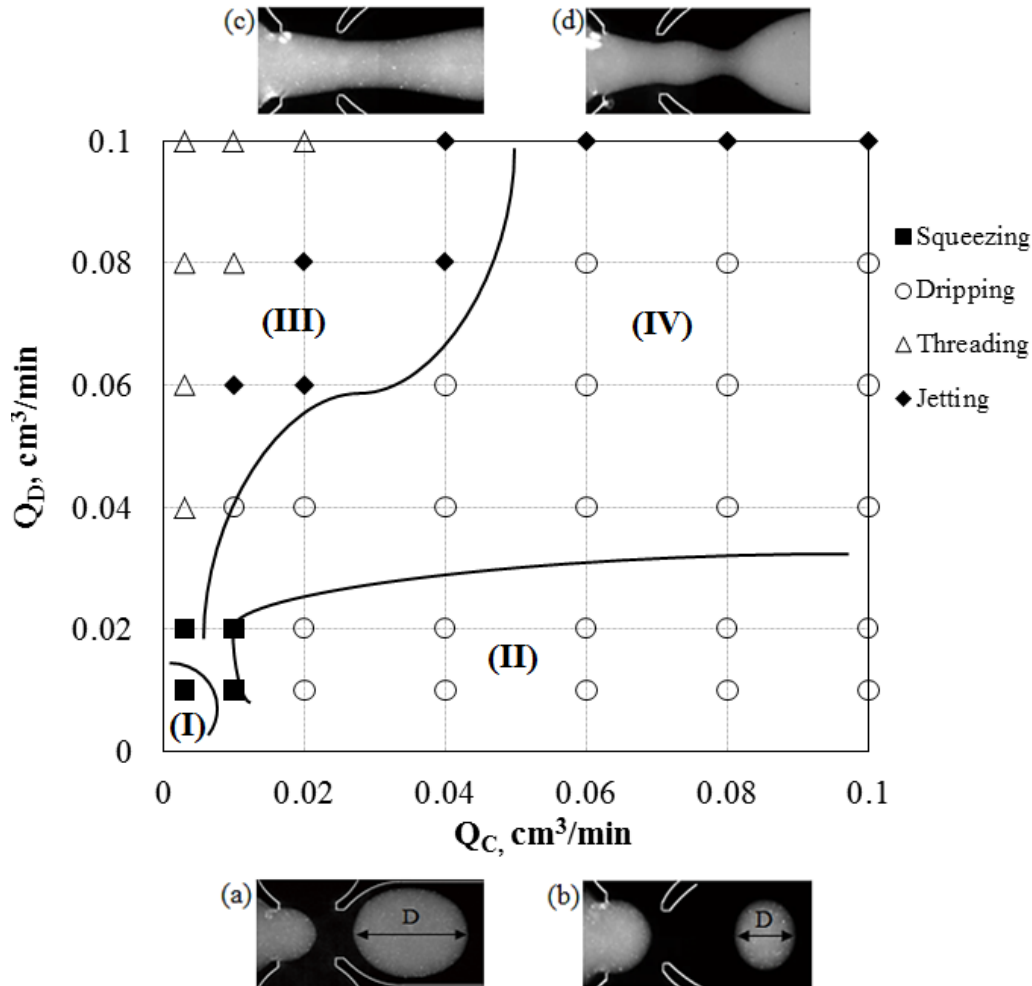 (c)
(d)
0.1
0.08
0.06
0.04
0.02
0
Q_D, cm³/min
(III)
(IV)
(II)
(I)
Squeezing
Dripping
Threading
Jetting
0 0.02 0.04 0.06 0.08 0.1
Q_C, cm³/min
(a)
D
(b)
D